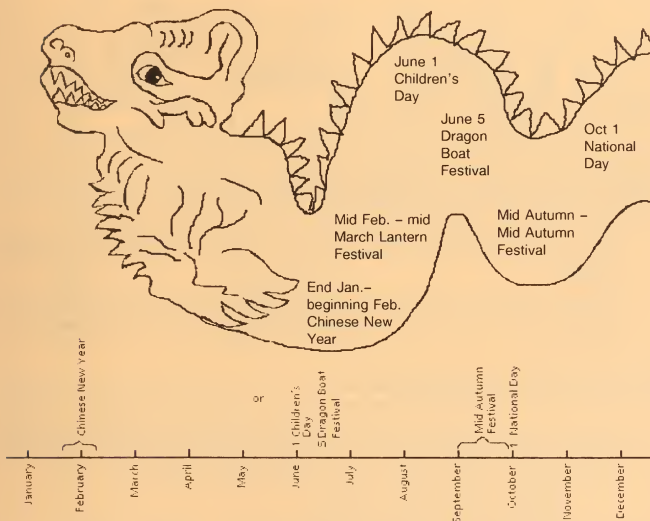 June 1
Children's
Day
June 5
Dragon
Boat
Festival
Oct 1
National
Day
Mid Feb. – mid
March Lantern
Festival
Mid Autumn –
Mid Autumn
Festival
End Jan.–
beginning Feb.
Chinese New
Year
Chinese New Year
or
1 Children's
Day
5 Dragon Boat
Festival
Mid Autumn
Festival
1 National Day
January
February
March
April
May
June
July
August
September
October
November
December